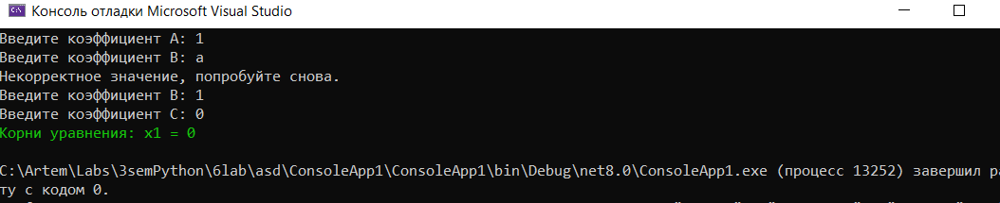 Консоль отладки Microsoft Visual Studio
Введите коэффициент A: 1
Введите коэффициент B: a
Некорректное значение, попробуйте снова.
Введите коэффициент B: 1
Введите коэффициент C: 0
Корни уравнения: x1 = 0
C:\Artem\Labs\3semPython\6lab\asd\ConsoleApp1\ConsoleApp1\bin\Debug\net8.0\ConsoleApp1.exe (процесс 13252) завершил ра
ту с кодом 0.